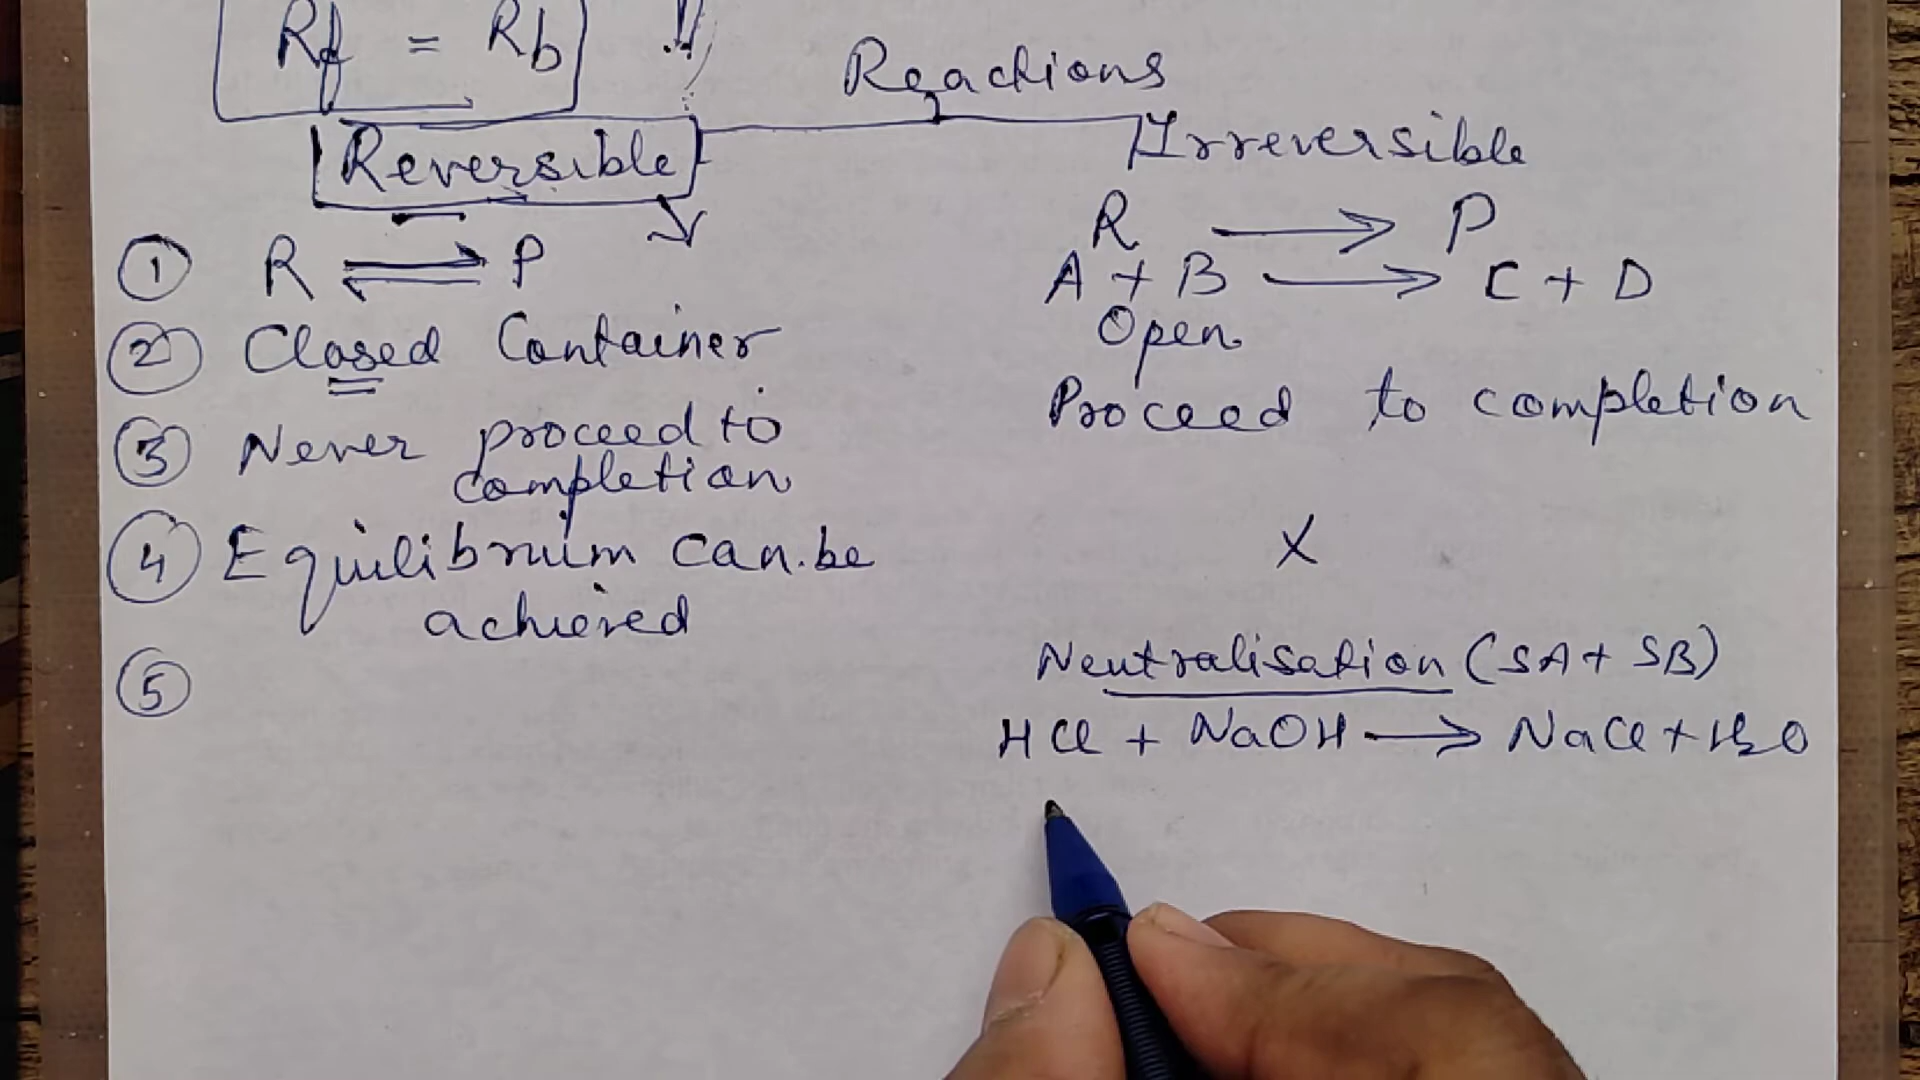 Rf = Rb !!
Reactions
Reversible
Irreversible
R ⇌ P
R → P
A + B → C + D
① 
② Closed Container
Open
③ Never proceed to
completion
Proceed to completion
④ Equilibrium can be
achieved
X
⑤
Neutralisation (SA + SB)
HCl + NaOH → NaCl + H2O